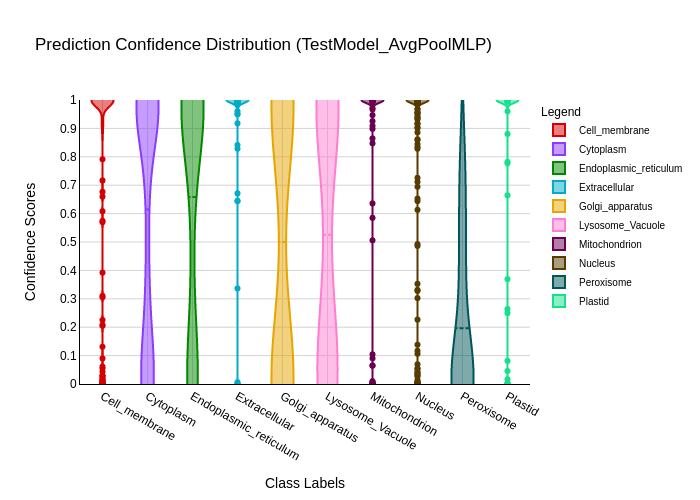 Prediction Confidence Distribution (TestModel_AvgPoolMLP)
Confidence Scores
1
0.9
0.8
0.7
0.6
0.5
0.4
0.3
0.2
0.1
0
Cell_membrane
Cytoplasm
Endoplasmic_reticulum
Extracellular
Golgi_apparatus
Lysosome_Vacuole
Mitochondrion
Nucleus
Peroxisome
Plastid
Class Labels
Legend
Cell_membrane
Cytoplasm
Endoplasmic_reticulum
Extracellular
Golgi_apparatus
Lysosome_Vacuole
Mitochondrion
Nucleus
Peroxisome
Plastid